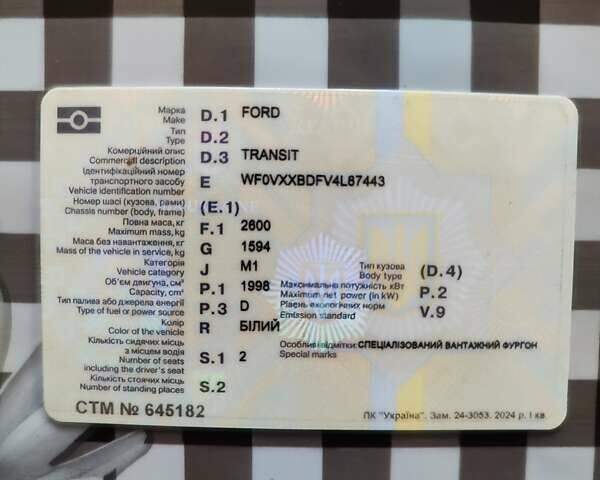 Марка
Make D.1 FORD
Тип
Type D.2
Комерційний опис
Commercial description D.3 TRANSIT
Ідентифікаційний номер
транспортного засобу E WF0VXXBDFV4L67443
Vehicle identification number
Номер шасі (кузова, рами)
Chassis number (body, frame) (E.1)
Повна маса, кг
Maximum mass, kg F.1 2600
Маса без навантаження, кг
Mass of the vehicle in service, kg G 1594
Категорія
Vehicle category J M1
Об'єм двигуна, см³
Capacity, cm³ P.1 1998
Тип палива або джерела енергії
Type of fuel or power source P.3 D
Колір
Color of the vehicle R БІЛИЙ
Кількість сидячих місць
з місцем водія
Number of seats S.1 2
including the driver's seat
Кількість стоячих місць
Number of standing places S.2
Тип кузова
Body type (D.4)
Максимальна потужність кВт
Maximum net power (in kW) P.2
Рівень екологічних норм
Emission standard V.9
Особливі відмітки: СПЕЦІАЛІЗОВАНИЙ ВАНТАЖНИЙ ФУРГОН
Special marks
СТМ № 645182
ПК "Україна". Зам. 24-3053. 2024 р. І кв.